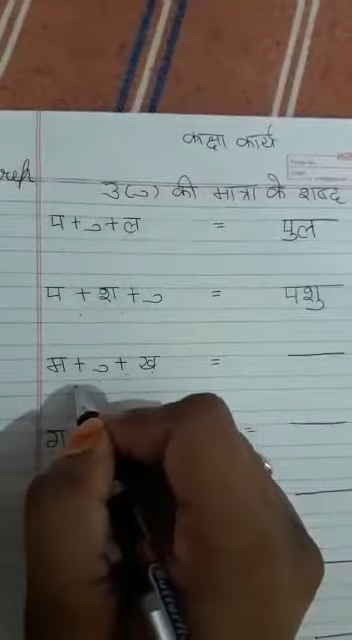 कक्षा कार्य
उ(ु) की मात्रा के शब्द
प + ु + ल = पुल
प + श + ु = पशु
म + ु + ख =
ग =